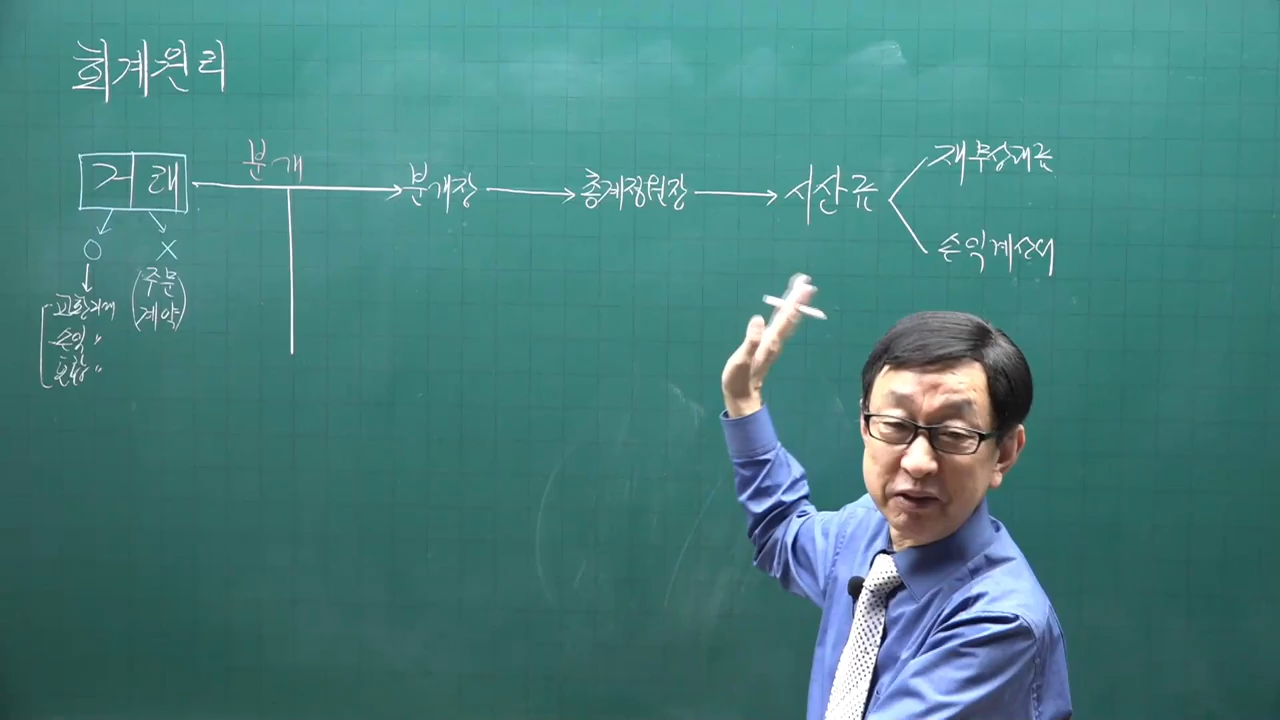 회계원리
거래
분개
분개장
총계정원장
시산표
재무상태표
손익계산서
O X
교환거래
손익 〃
혼합 〃
(주문
계약)